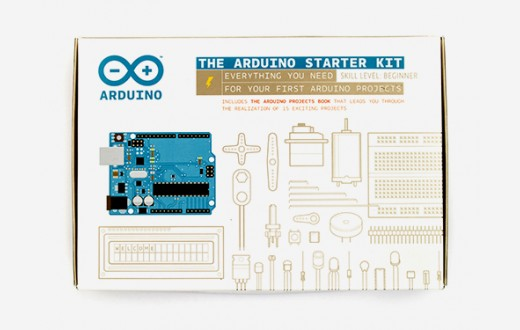 ARDUINO
THE ARDUINO STARTER KIT
EVERYTHING YOU NEED SKILL LEVEL: BEGINNER
FOR YOUR FIRST ARDUINO PROJECTS
INCLUDES THE ARDUINO PROJECTS BOOK THAT LEADS YOU THROUGH
THE REALIZATION OF 15 EXCITING PROJECTS
WELCOME